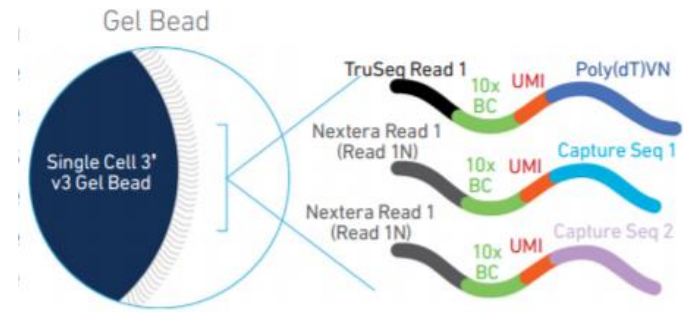 Gel Bead
Single Cell 3'
v3 Gel Bead
TruSeq Read 1
10x
BC
UMI
Poly(dT)VN
Nextera Read 1
(Read 1N)
10x
BC
UMI
Capture Seq 1
Nextera Read 1
(Read 1N)
10x
BC
UMI
Capture Seq 2